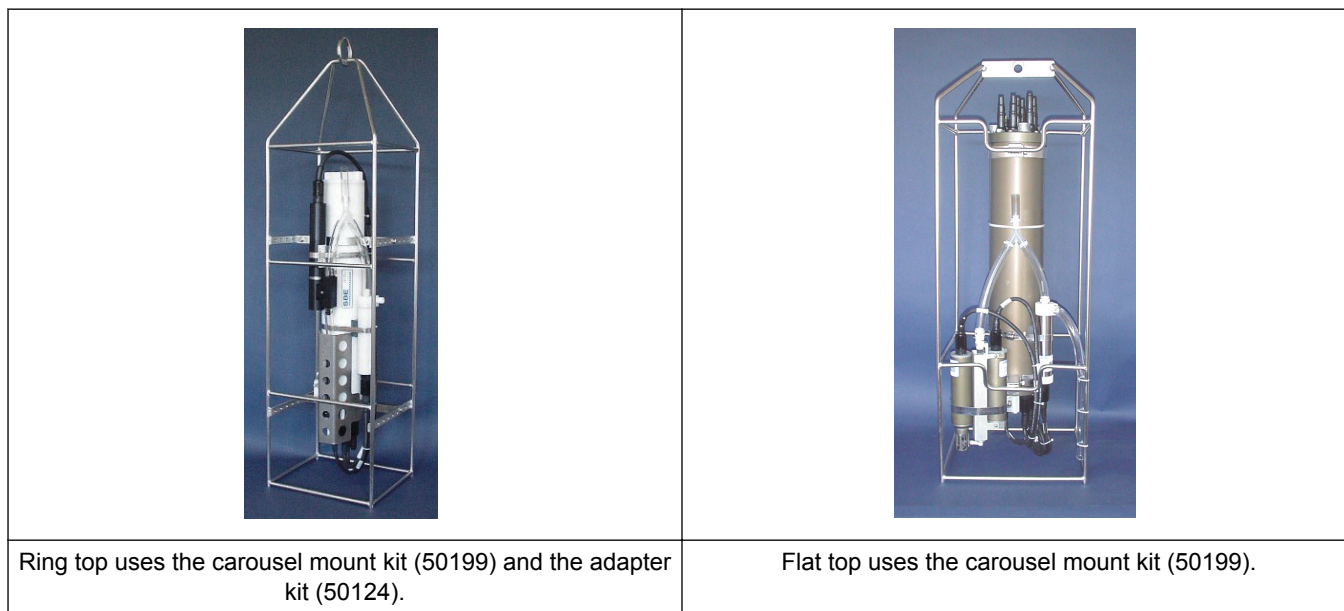 SBE
Ring top uses the carousel mount kit (50199) and the adapter
kit (50124).
Flat top uses the carousel mount kit (50199).